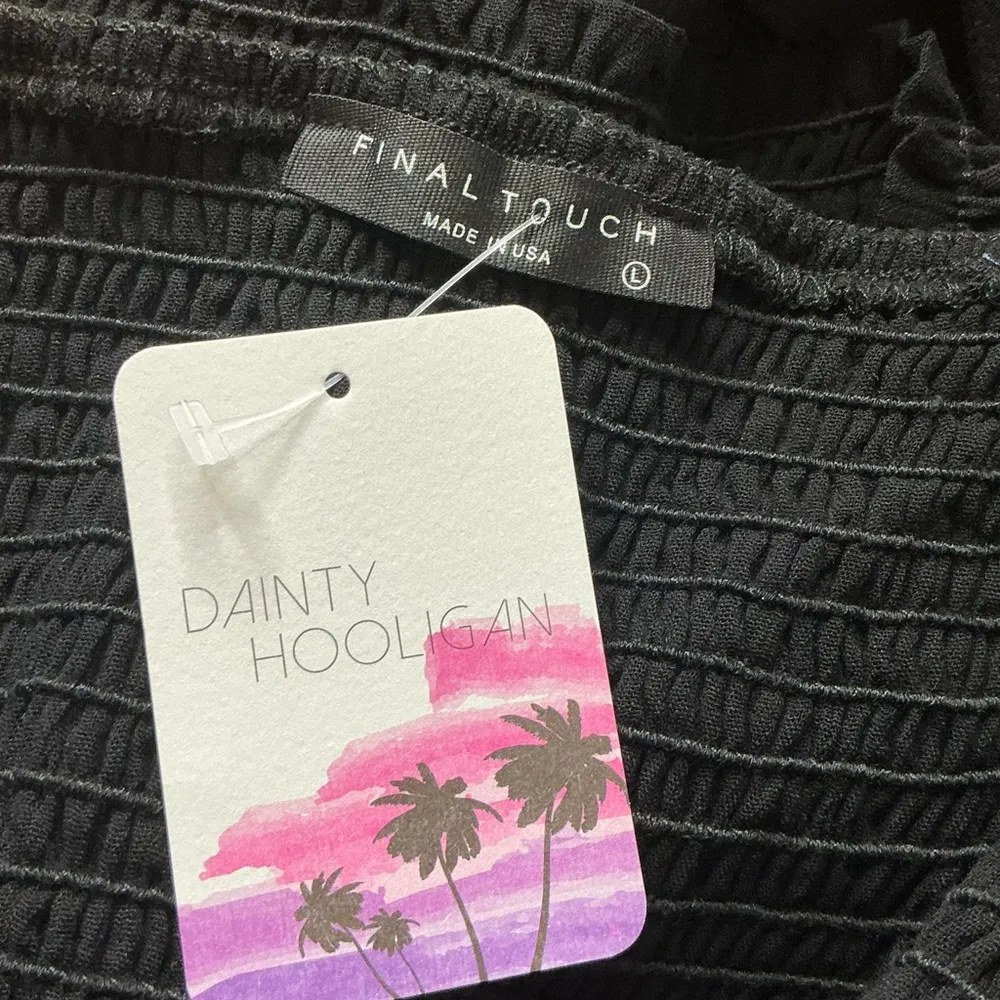 FINAL TOUCH
MADE IN USA
L
DAINTY
HOOLIGAN